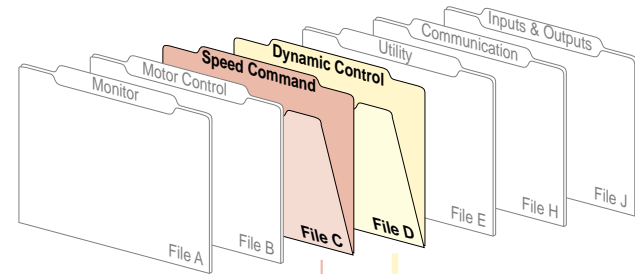 Monitor
File A
Motor Control
File B
Speed Command
File C
Dynamic Control
File D
Utility
File E
Communication
File H
Inputs & Outputs
File J